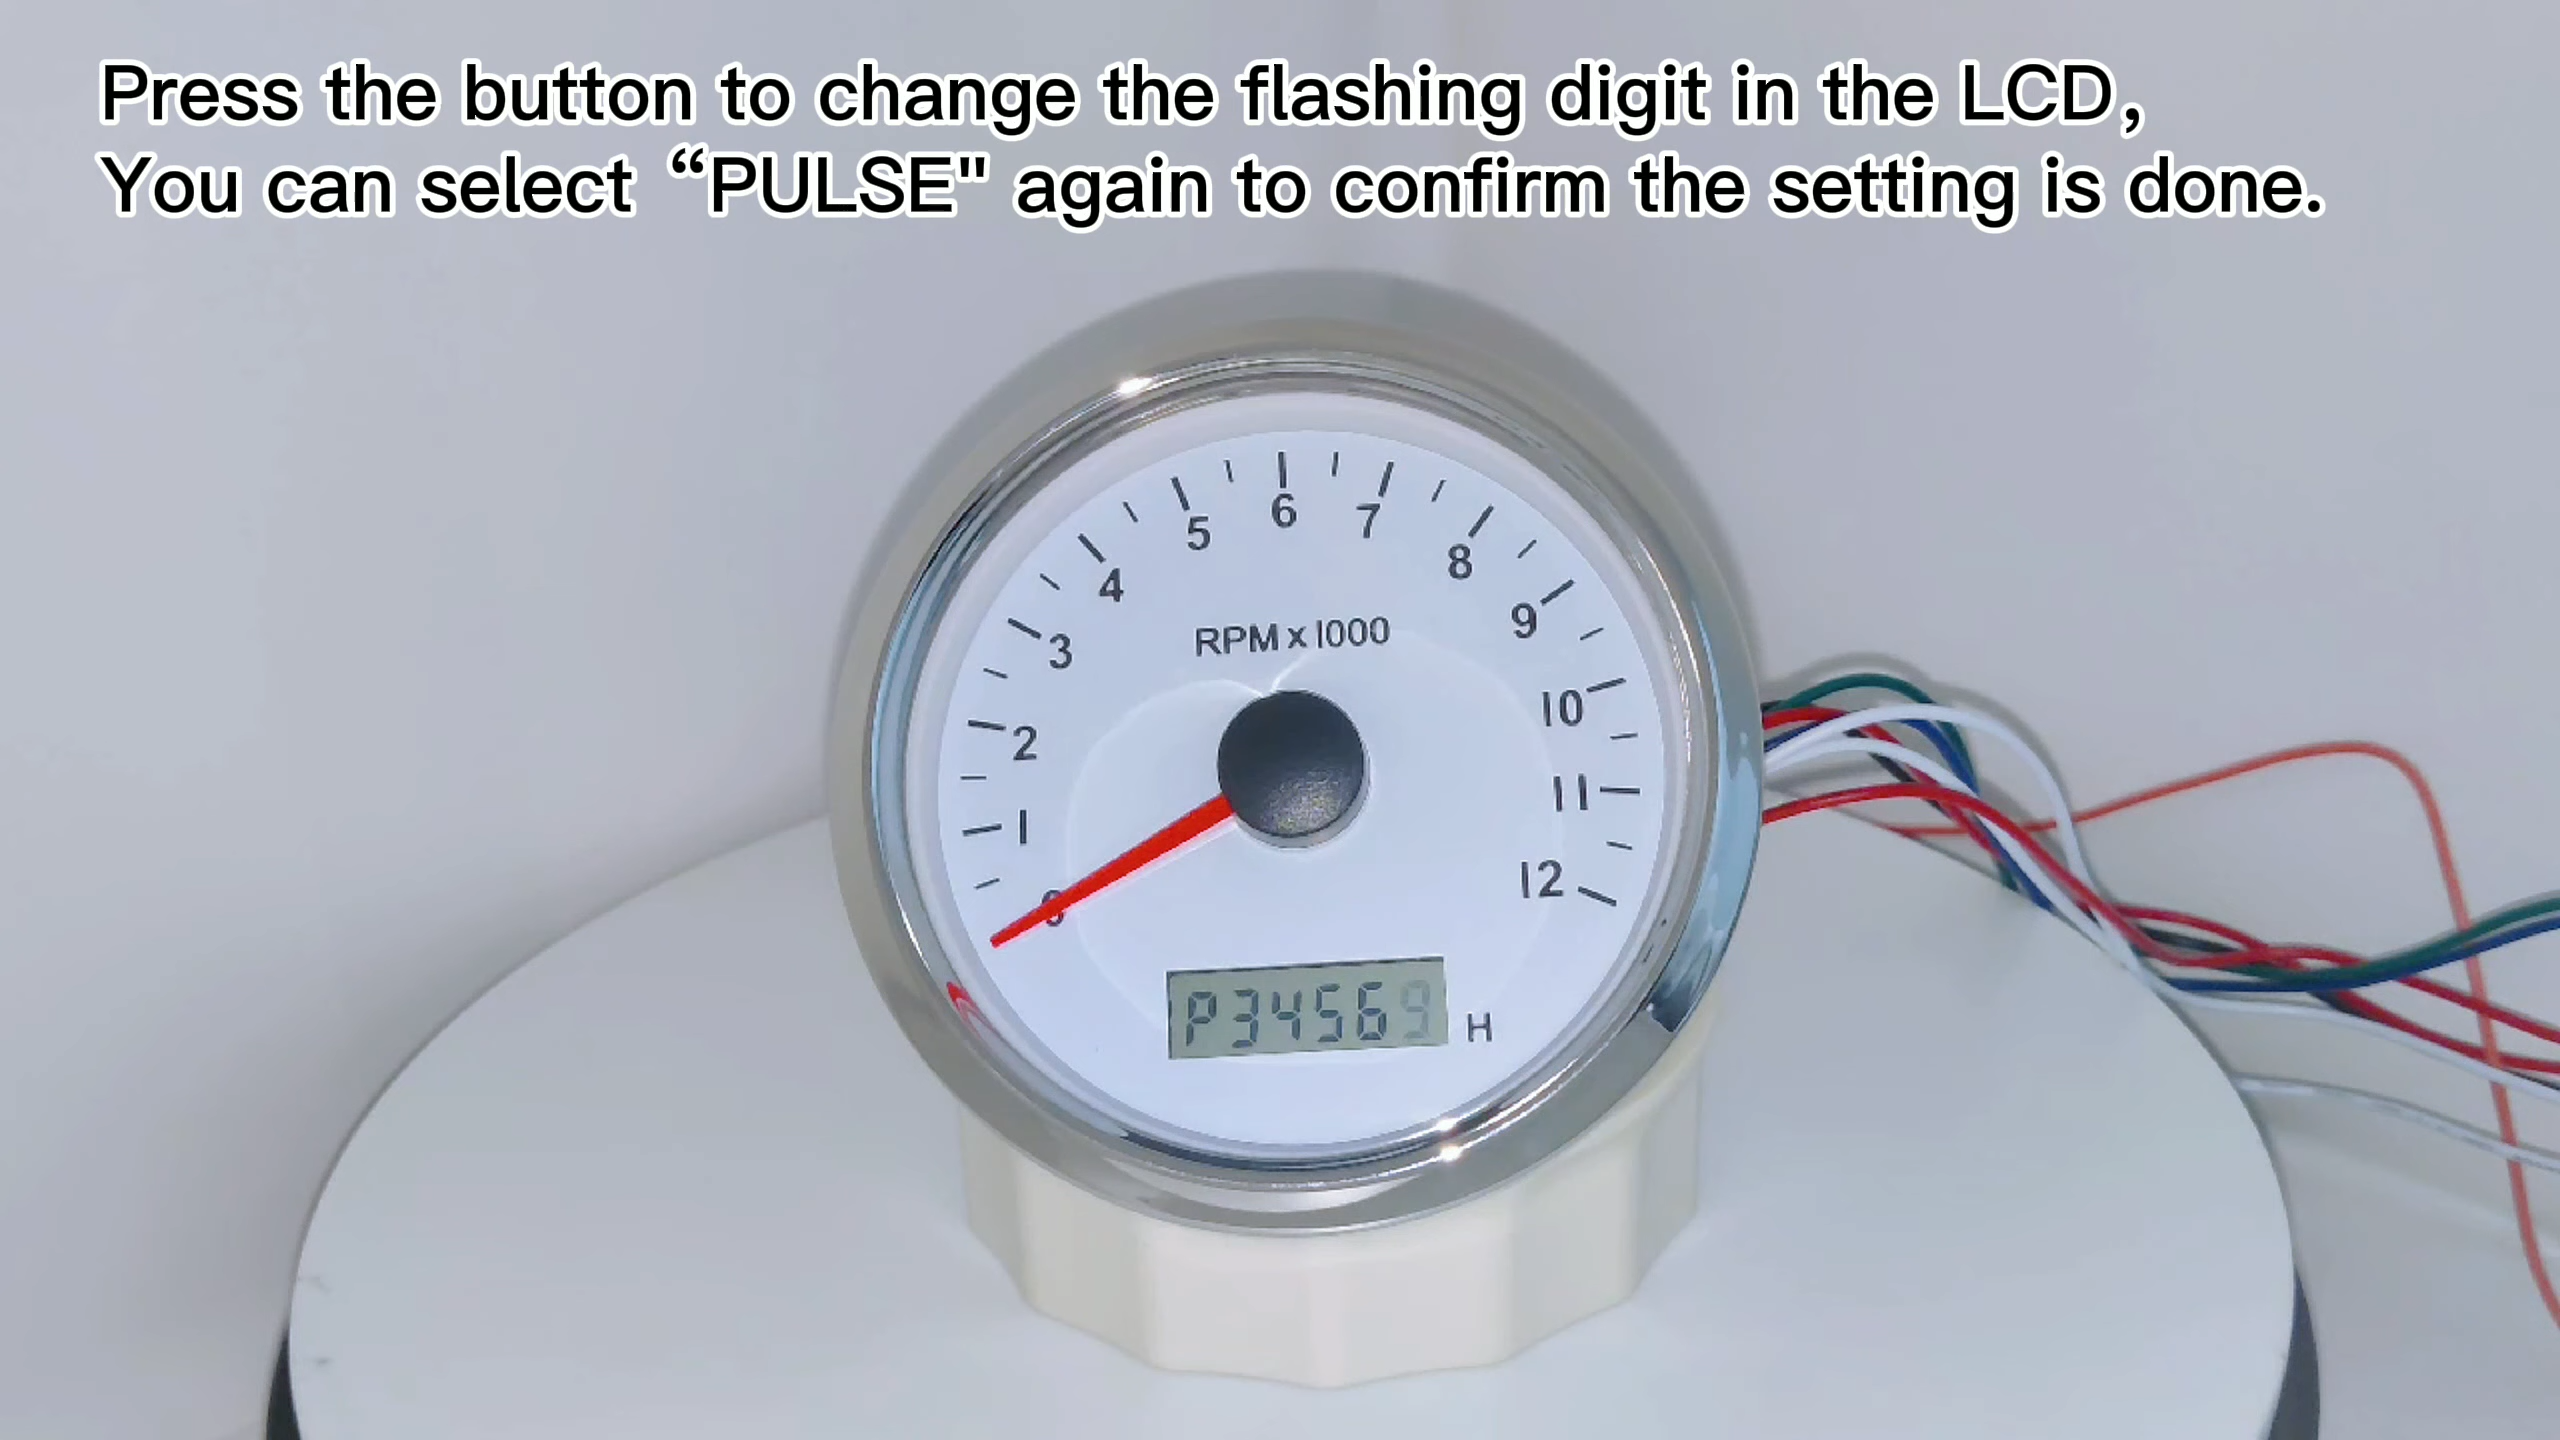 Press the button to change the flashing digit in the LCD,
You can select “PULSE" again to confirm the setting is done.
0
1
2
3
4
5
6
7
8
9
10
11
12
RPM x 1000
P34569
H